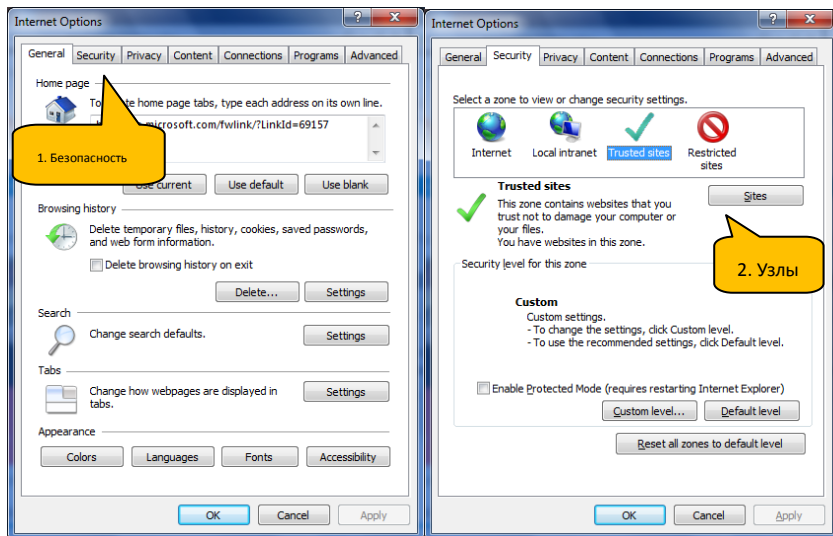 Internet Options
General Security Privacy Content Connections Programs Advanced
Home page
To te home page tabs, type each address on its own line.
microsoft.com/fwlink/?LinkId=69157
1. Безопасность
Use current Use default Use blank
Browsing history
Delete temporary files, history, cookies, saved passwords,
and web form information.
Delete browsing history on exit
Delete... Settings
Search
Change search defaults. Settings
Tabs
Change how webpages are displayed in
tabs.
Settings
Appearance
Colors Languages Fonts Accessibility
OK Cancel Apply
Internet Options
General Security Privacy Content Connections Programs Advanced
Select a zone to view or change security settings.
Internet Local intranet Trusted sites Restricted
sites
Trusted sites
Sites
This zone contains websites that you
trust not to damage your computer or
your files.
You have websites in this zone.
2. Узлы
Security level for this zone
Custom
Custom settings.
- To change the settings, click Custom level.
- To use the recommended settings, click Default level.
Enable Protected Mode (requires restarting Internet Explorer)
Custom level... Default level
Reset all zones to default level
OK Cancel Apply